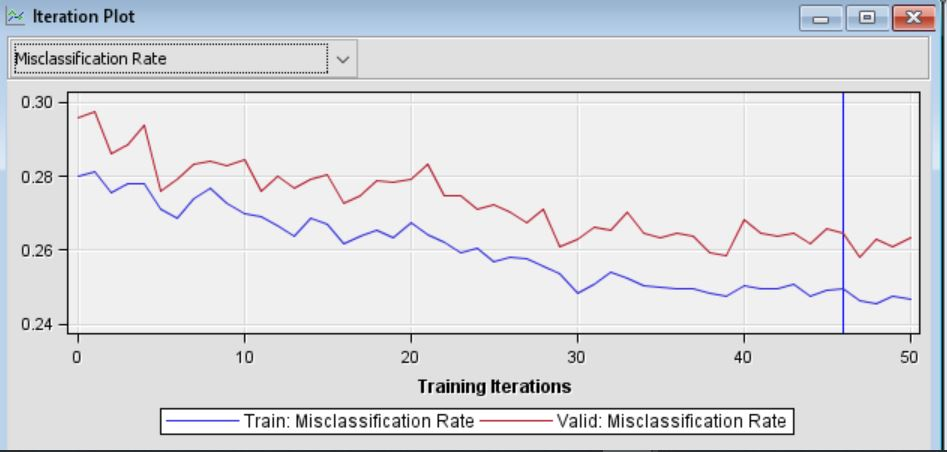 Iteration Plot
Misclassification Rate
0.30
0.28
0.26
0.24
0 10 20 30 40 50
Training Iterations
Train: Misclassification Rate Valid: Misclassification Rate